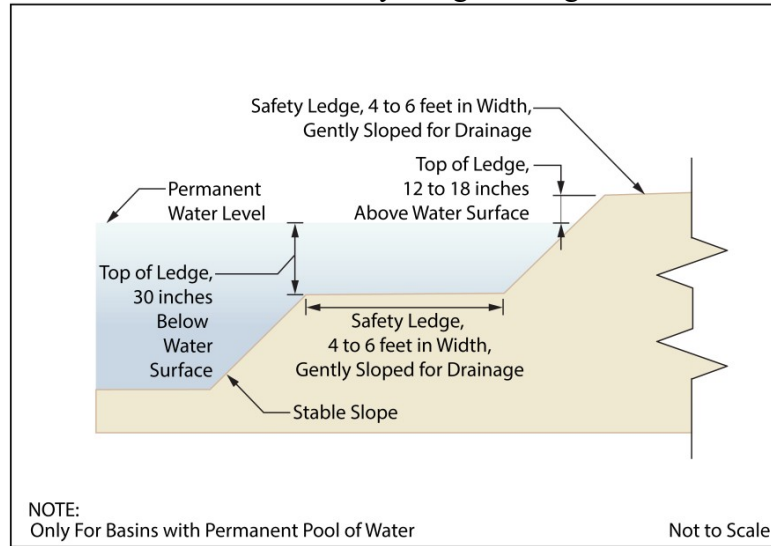 Safety Ledge, 4 to 6 feet in Width,
Gently Sloped for Drainage
Top of Ledge,
12 to 18 inches
Above Water Surface
Permanent
Water Level
Top of Ledge,
30 inches
Below
Water
Surface
Safety Ledge,
4 to 6 feet in Width,
Gently Sloped for Drainage
Stable Slope
NOTE:
Only For Basins with Permanent Pool of Water
Not to Scale